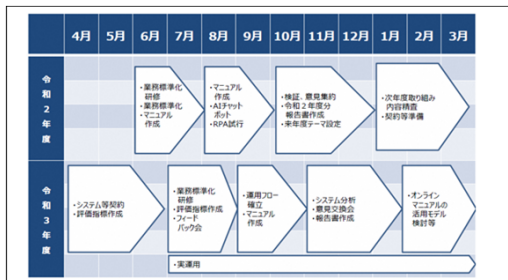 4月 5月 6月 7月 8月 9月 10月 11月 12月 1月 2月 3月
令和2年度
・業務標準化
研修
・業務標準化
・マニュアル
作成
・マニュアル
作成
・AIチャット
ボット
・RPA試行
・検証、意見集約
・令和2年度分
報告書作成
・来年度テーマ設定
・次年度取り組み
内容精査
・契約等準備
令和3年度
・システム等契約
・評価指標作成
・業務標準化
研修
・評価指標作成
・フィード
バック会
・運用フロー
確立
・マニュアル
作成
・システム分析
・意見交換会
・報告書作成
・オンライン
マニュアルの
活用モデル
検討等
・実運用